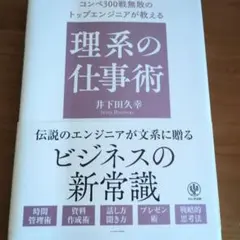 コンペ300戦無敗の
トップエンジニアが教える
理系の
仕事術
井下田久幸
伝説のエンジニアが文系に贈る
ビジネスの
新常識
時間
管理術
資料
作成術
話し方
聞き方
プレゼン
術
戦略的
思考法